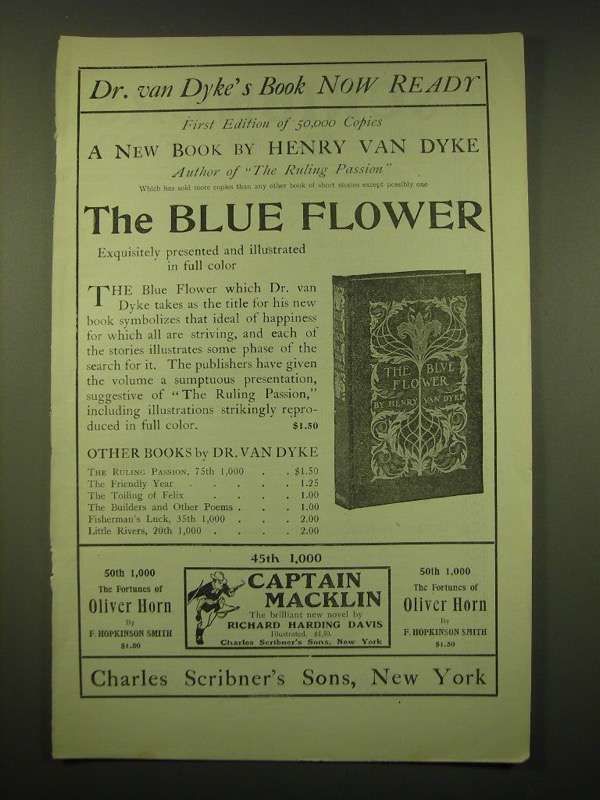 Dr. van Dyke's Book NOW READY
First Edition of 50,000 Copies
A NEW BOOK BY HENRY VAN DYKE
Author of "The Ruling Passion"
Which has sold more copies than any other book of short stories except possibly one
The BLUE FLOWER
Exquisitely presented and illustrated
in full color
THE Blue Flower which Dr. van
Dyke takes as the title for his new
book symbolizes that ideal of happiness
for which all are striving, and each of
the stories illustrates some phase of the
search for it. The publishers have given
the volume a sumptuous presentation,
suggestive of "The Ruling Passion,"
including illustrations strikingly repro-
duced in full color. $1.50
THE BLVE
FLOWER
BY HENRY VAN DYKE
OTHER BOOKS by DR. VAN DYKE
THE RULING PASSION, 75th 1,000 . . $1.50
The Friendly Year . . . . 1.25
The Toiling of Felix . . . . 1.00
The Builders and Other Poems . . . 1.00
Fisherman's Luck, 35th 1,000 . . . 2.00
Little Rivers, 20th 1,000 . . . . 2.00
45th 1,000
50th 1,000
The Fortunes of
Oliver Horn
By
F. HOPKINSON SMITH
$1.50
CAPTAIN
MACKLIN
The brilliant new novel by
RICHARD HARDING DAVIS
Illustrated. $1.50.
Charles Scribner's Sons, New York
50th 1,000
The Fortunes of
Oliver Horn
By
F. HOPKINSON SMITH
$1.50
Charles Scribner's Sons, New York